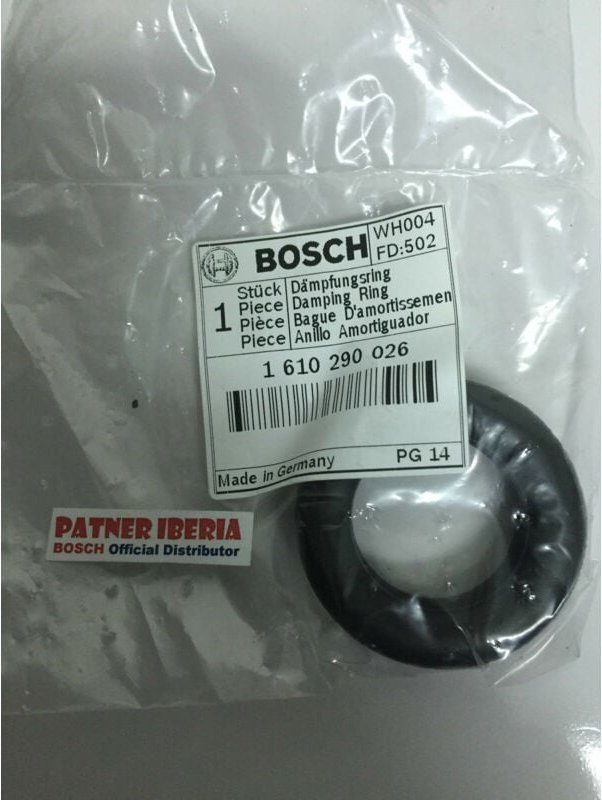 BOSCH
WH004
FD:502
1
Stück Dämpfungsring
Piece Damping Ring
Pièce Bague D'amortissemen
Piece Anillo Amortiguador
1 610 290 026
Made in Germany PG 14
PATNER IBERIA
BOSCH Official Distributor